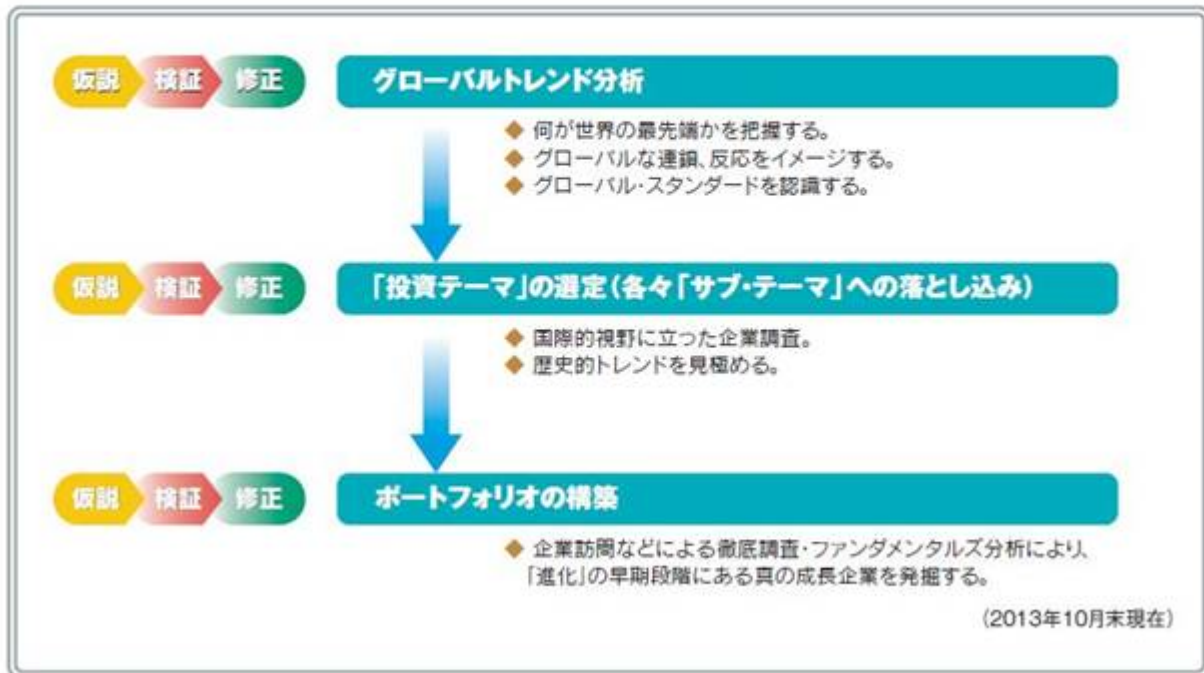 仮説 検証 修正 グローバルトレンド分析
◆ 何が世界の最先端かを把握する。
◆ グローバルな連鎖、反応をイメージする。
◆ グローバル・スタンダードを認識する。
仮説 検証 修正 「投資テーマ」の選定(各々「サブ・テーマ」への落とし込み)
◆ 国際的視野に立った企業調査。
◆ 歴史的トレンドを見極める。
仮説 検証 修正 ポートフォリオの構築
◆ 企業訪問などによる徹底調査・ファンダメンタルズ分析により、
「進化」の早期段階にある真の成長企業を発掘する。
(2013年10月末現在)